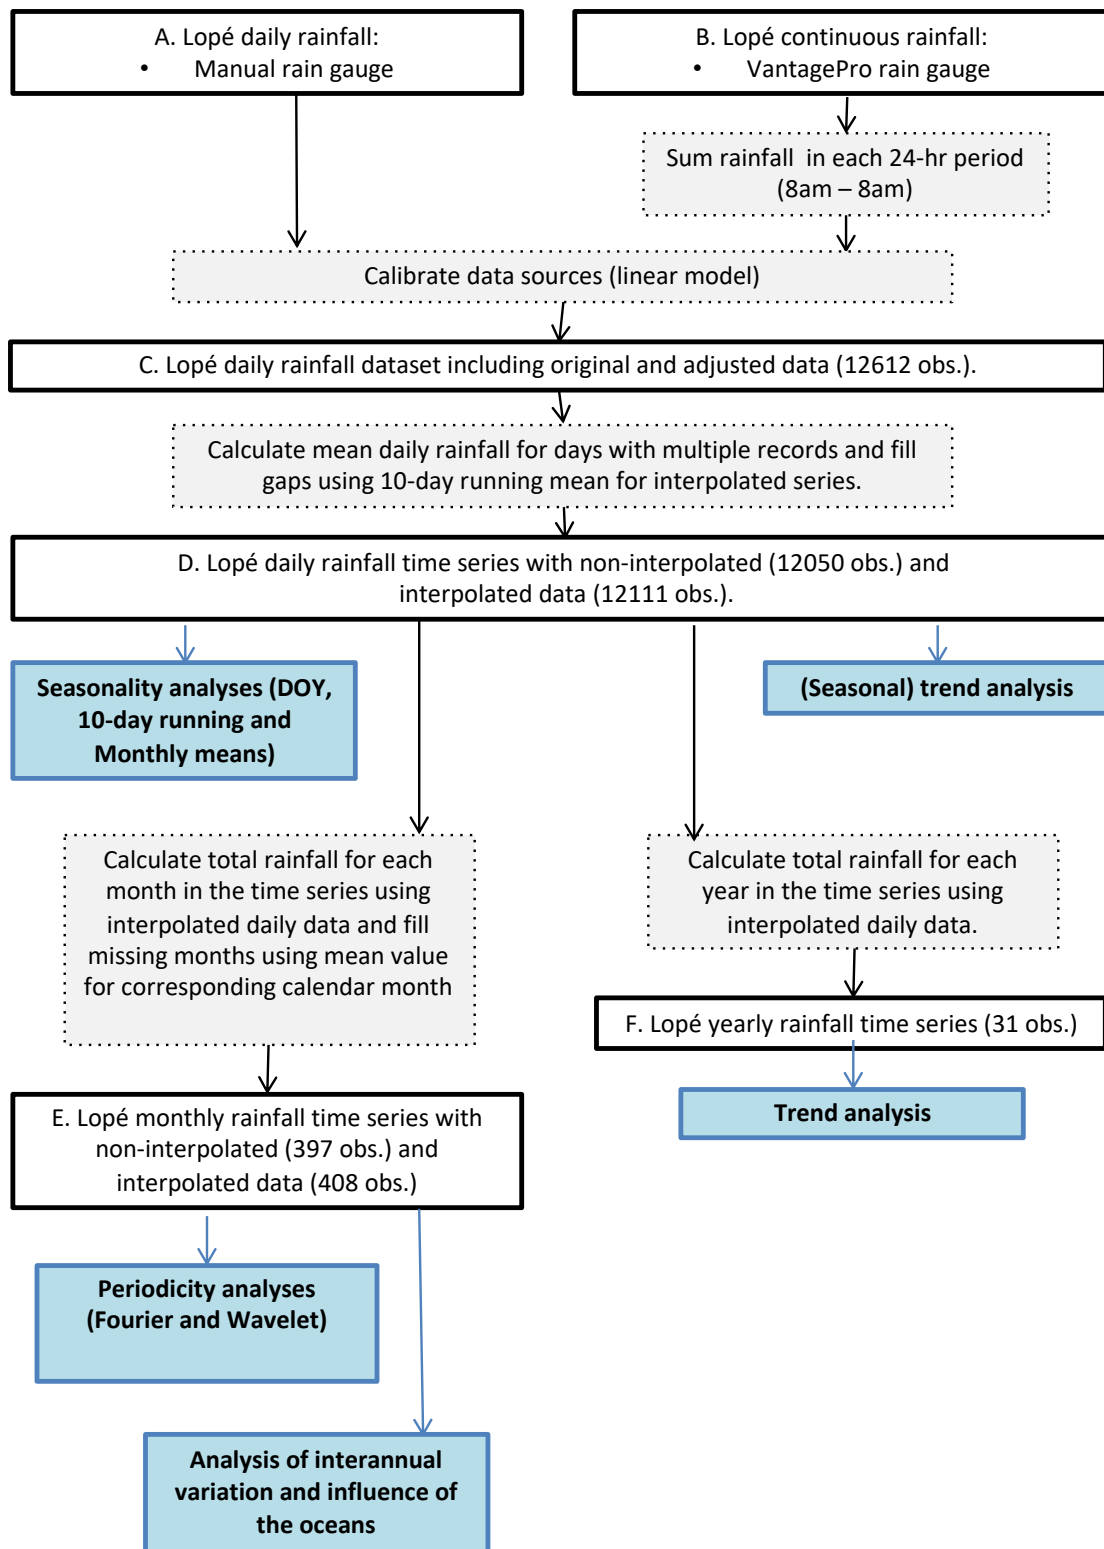 A. Lopé daily rainfall:
• Manual rain gauge
B. Lopé continuous rainfall:
• VantagePro rain gauge
Sum rainfall in each 24-hr period
(8am – 8am)
Calibrate data sources (linear model)
C. Lopé daily rainfall dataset including original and adjusted data (12612 obs.).
Calculate mean daily rainfall for days with multiple records and fill
gaps using 10-day running mean for interpolated series.
D. Lopé daily rainfall time series with non-interpolated (12050 obs.) and
interpolated data (12111 obs.).
Seasonality analyses (DOY,
10-day running and
Monthly means)
(Seasonal) trend analysis
Calculate total rainfall for each
month in the time series using
interpolated daily data and fill
missing months using mean value
for corresponding calendar month
Calculate total rainfall for each
year in the time series using
interpolated daily data.
F. Lopé yearly rainfall time series (31 obs.)
Trend analysis
E. Lopé monthly rainfall time series with
non-interpolated (397 obs.) and
interpolated data (408 obs.)
Periodicity analyses
(Fourier and Wavelet)
Analysis of interannual
variation and influence of
the oceans